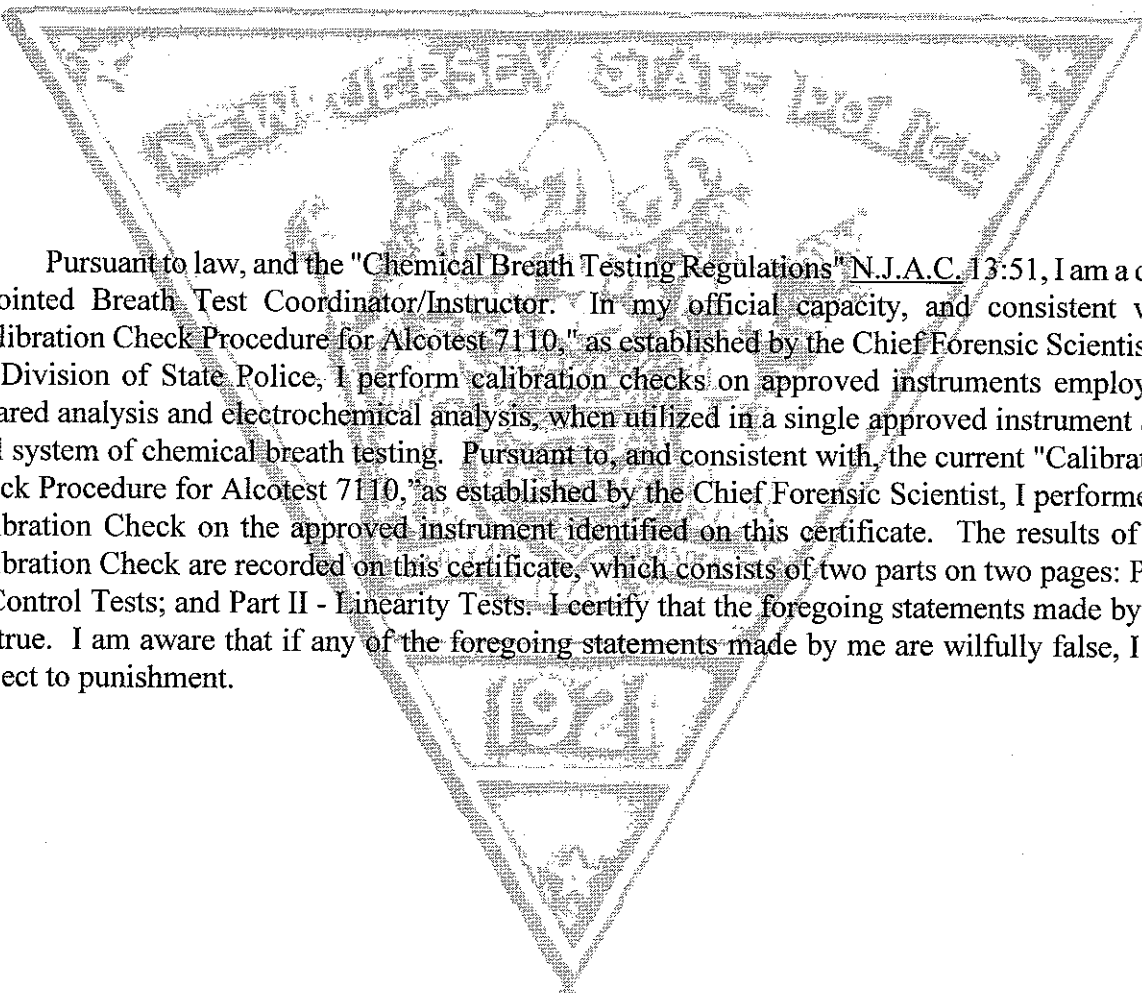 NEW JERSEY STATE POLICE
Pursuant to law, and the "Chemical Breath Testing Regulations" N.J.A.C. 13:51, I am a
ointed Breath Test Coordinator/Instructor. In my official capacity, and consistent
libration Check Procedure for Alcotest 7110," as established by the Chief Forensic Scientis
Division of State Police, I perform calibration checks on approved instruments employ
ared analysis and electrochemical analysis, when utilized in a single approved instrument
l system of chemical breath testing. Pursuant to, and consistent with, the current "Calibrat
ck Procedure for Alcotest 7110," as established by the Chief Forensic Scientist, I performe
ibration Check on the approved instrument identified on this certificate. The results of
ibration Check are recorded on this certificate, which consists of two parts on two pages: P
Control Tests; and Part II - Linearity Tests. I certify that the foregoing statements made by
true. I am aware that if any of the foregoing statements made by me are wilfully false, I
ect to punishment.
1921